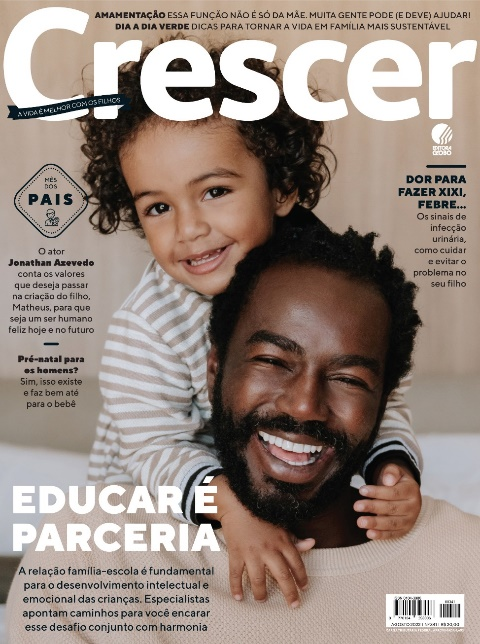 AMAMENTAÇÃO ESSA FUNÇÃO NÃO É SÓ DA MÃE. MUITA GENTE PODE (E DEVE) AJUDAR!
DIA A DIA VERDE DICAS PARA TORNAR A VIDA EM FAMÍLIA MAIS SUSTENTÁVEL
Crescer
A VIDA É MELHOR COM OS FILHOS
EDITORA
GLOBO
MÊS
DOS
PAIS
O ator
Jonathan Azevedo
conta os valores
que deseja passar
na criação do filho,
Matheus, para que
seja um ser humano
feliz hoje e no futuro
Pré-natal para
os homens?
Sim, isso existe
e faz bem até
para o bebê
DOR PARA
FAZER XIXI,
FEBRE...
Os sinais de
infecção
urinária,
como cuidar
e evitar o
problema no
seu filho
EDUCAR É
PARCERIA
A relação família-escola é fundamental
para o desenvolvimento intelectual e
emocional das crianças. Especialistas
apontam caminhos para você encarar
esse desafio conjunto com harmonia